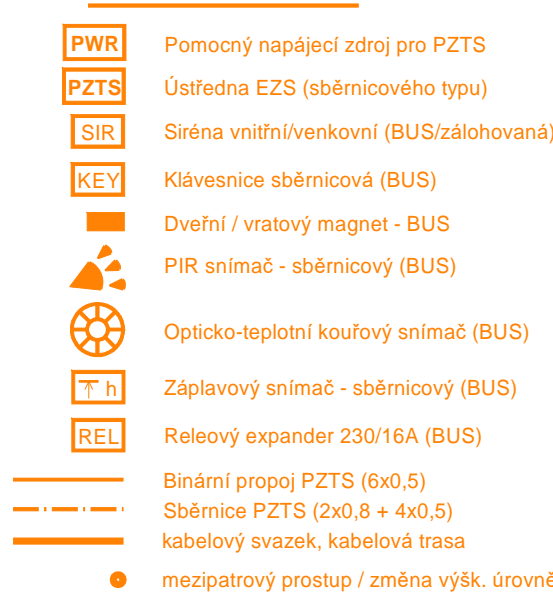 PWR Pomocný napájecí zdroj pro PZTS
PZTS Ústředna EZS (sběrnicového typu)
SIR Siréna vnitřní/venkovní (BUS/zálohovaná)
KEY Klávesnice sběrnicová (BUS)
Dveřní / vratový magnet - BUS
PIR snímač - sběrnicový (BUS)
Opticko-teplotní kouřový snímač (BUS)
h Záplavový snímač - sběrnicový (BUS)
REL Releový expander 230/16A (BUS)
Binární propoj PZTS (6x0,5)
Sběrnice PZTS (2x0,8 + 4x0,5)
kabelový svazek, kabelová trasa
mezipatrový prostup / změna výšk. úrovně